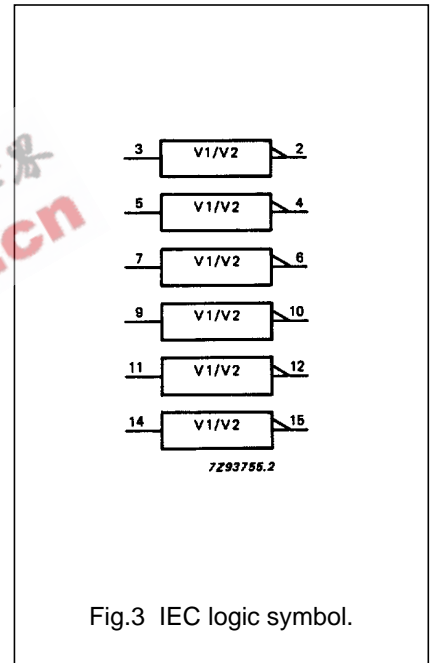 3 V1/V2 2
5 V1/V2 4
7 V1/V2 6
9 V1/V2 10
11 V1/V2 12
14 V1/V2 15
7Z93755.2
Fig.3 IEC logic symbol.